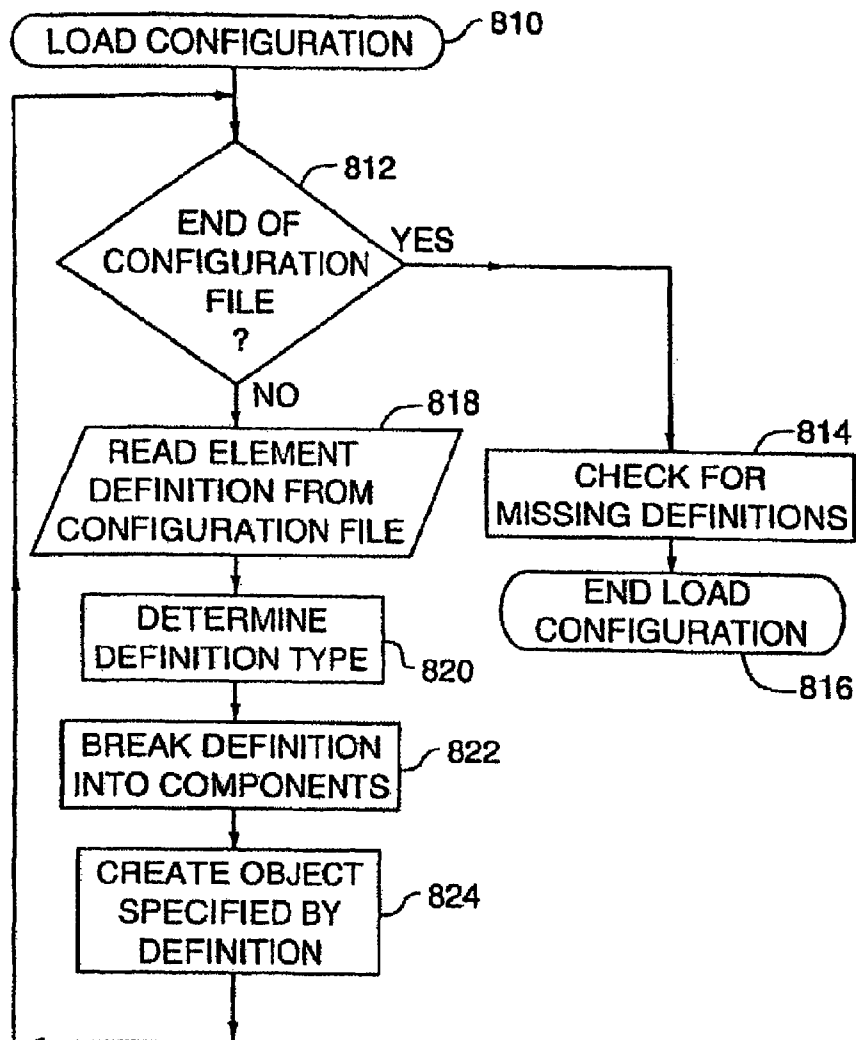 LOAD CONFIGURATION
810
812
END OF
CONFIGURATION
FILE
?
YES
NO
818
READ ELEMENT
DEFINITION FROM
CONFIGURATION FILE
814
CHECK FOR
MISSING DEFINITIONS
END LOAD
CONFIGURATION
816
DETERMINE
DEFINITION TYPE
820
BREAK DEFINITION
INTO COMPONENTS
822
CREATE OBJECT
SPECIFIED BY
DEFINITION
824